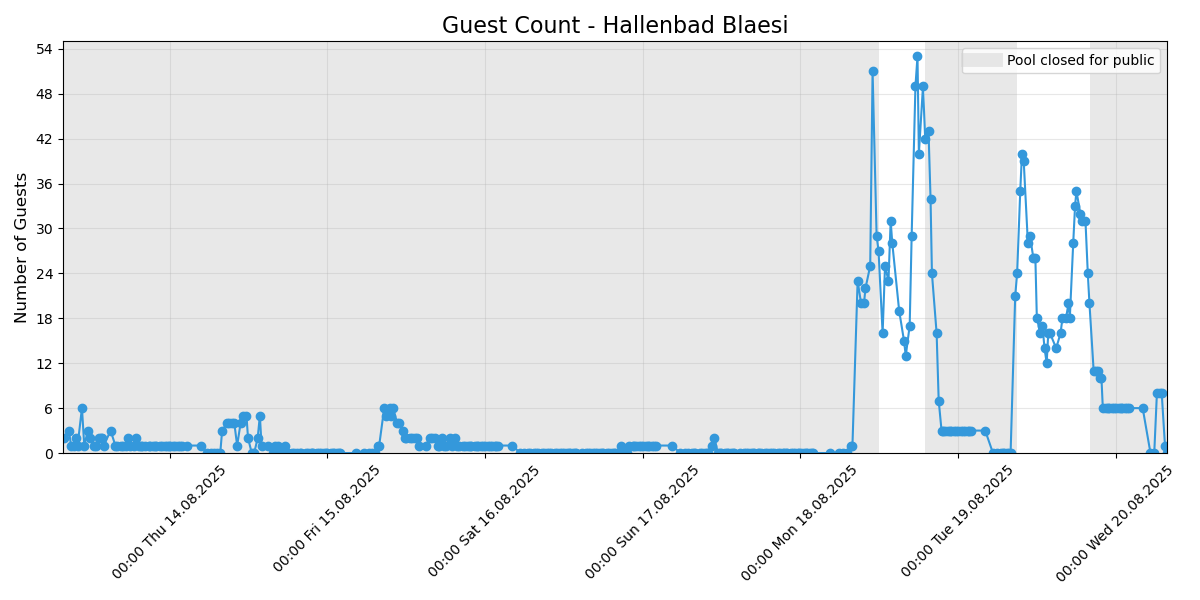 Guest Count - Hallenbad Blaesi
Pool closed for public
Number of Guests
54
48
42
36
30
24
18
12
6
0
00:00 Thu 14.08.2025
00:00 Fri 15.08.2025
00:00 Sat 16.08.2025
00:00 Sun 17.08.2025
00:00 Mon 18.08.2025
00:00 Tue 19.08.2025
00:00 Wed 20.08.2025